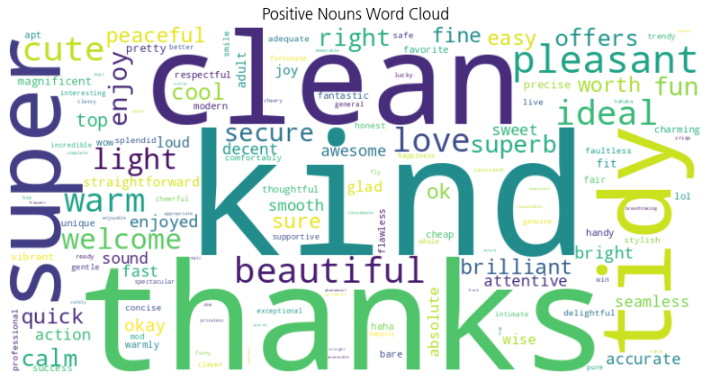 Positive Nouns Word Cloud
apt
peaceful
smile
better
adequate
right
safe
fine
easy
offers
trendy
cute
pretty
favorite
magnificent
enjoy
respectful
adult
joy
fortunate
lucky
clean
pleasant
interesting
cool
fantastic
precise
worth
fun
top
modern
cheery
general
live
ideal
super
incredible
wow
splendid
loud
secure
honest
love
sweet
charming
decent
awesome
superb
faultless
crisp
light
comfortably
happiness
fit
straightforward
thoughtful
glad
fly
fair
warm
cheerful
smooth
ok
kind
lol
unique
enjoyed
sure
flawless
cheap
genuine
stylish
tidy
breathtaking
enjoyable
appropriate
supportive
whole
handy
welcome
vibrant
ready
sound
gentle
fast
spectacular
beautiful
brilliant
bright
win
attentive
seamless
concise
exceptional
thanks
absolute
intimate
delightful
professional
quick
okay
action
mod
warmly
haha
wise
accurate
calm
success
funny
clever
bare
pure